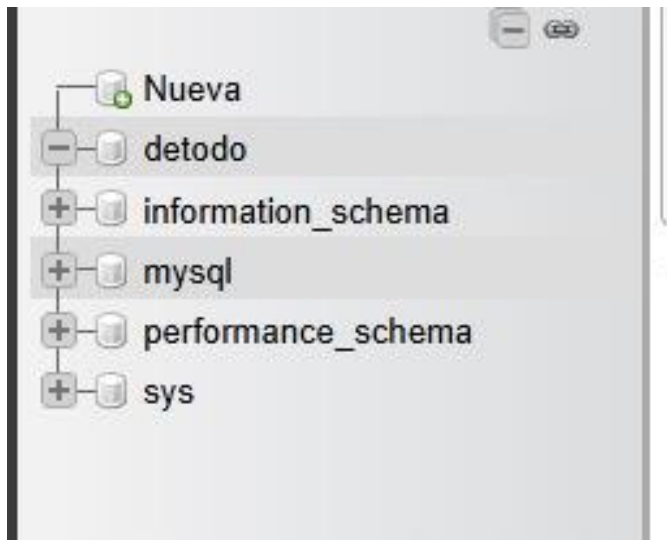 Nueva
detodo
information_schema
mysql
performance_schema
sys